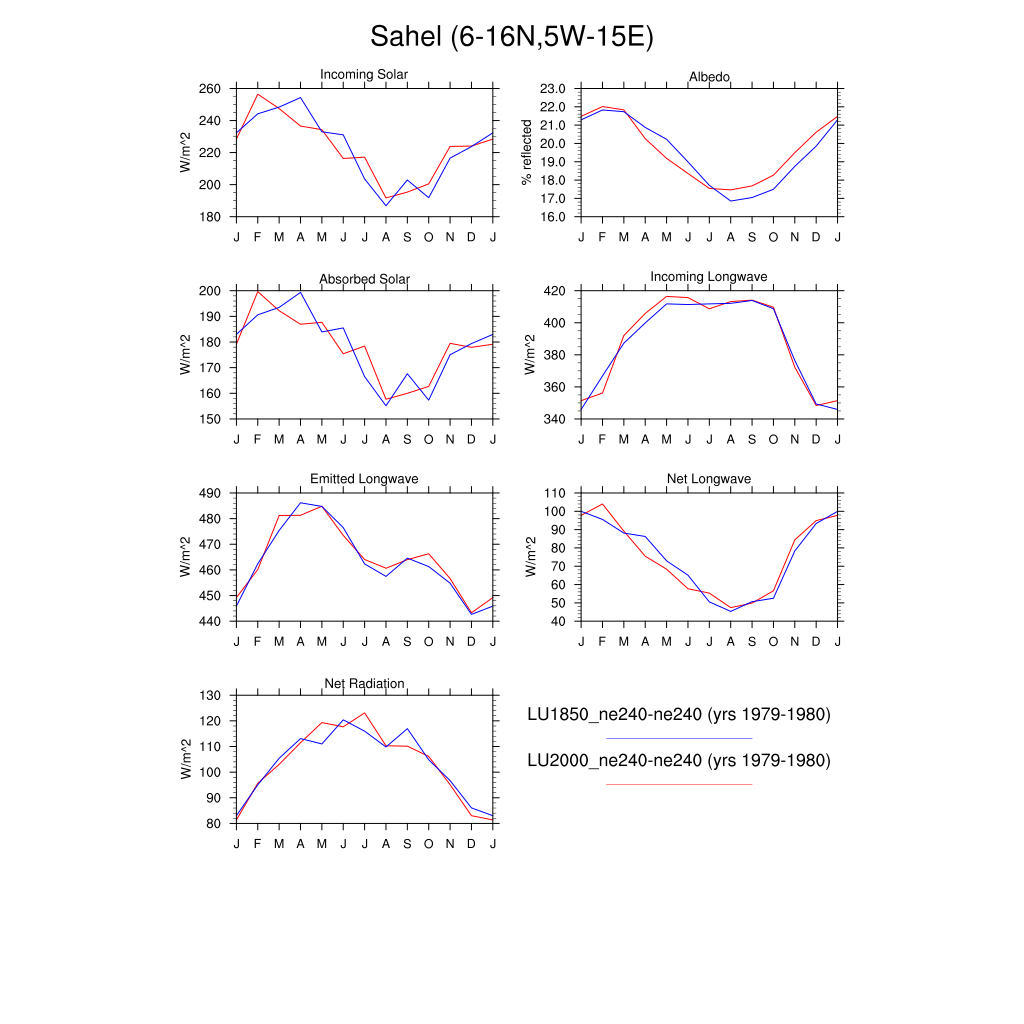 Sahel (6-16N,5W-15E)
Incoming Solar
W/m^2
260
240
220
200
180
J F M A M J J A S O N D J
Albedo
% reflected
23.0
22.0
21.0
20.0
19.0
18.0
17.0
16.0
J F M A M J J A S O N D J
Absorbed Solar
W/m^2
200
190
180
170
160
150
J F M A M J J A S O N D J
Incoming Longwave
W/m^2
420
400
380
360
340
J F M A M J J A S O N D J
Emitted Longwave
W/m^2
490
480
470
460
450
440
J F M A M J J A S O N D J
Net Longwave
W/m^2
110
100
90
80
70
60
50
40
J F M A M J J A S O N D J
Net Radiation
W/m^2
130
120
110
100
90
80
J F M A M J J A S O N D J
LU1850_ne240-ne240 (yrs 1979-1980)
LU2000_ne240-ne240 (yrs 1979-1980)